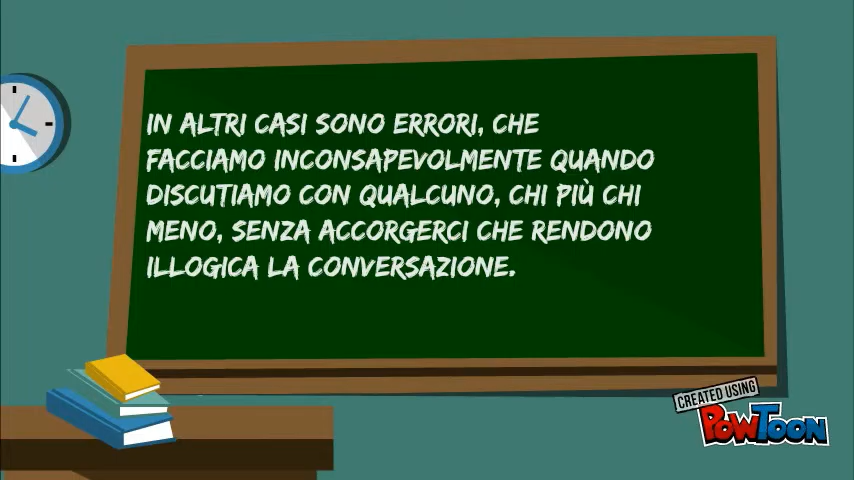 IN ALTRI CASI SONO ERRORI, CHE
FACCIAMO INCONSAPEVOLMENTE QUANDO
DISCUTIAMO CON QUALCUNO, CHI PIÙ CHI
MENO, SENZA ACCORGERCI CHE RENDONO
ILLOGICA LA CONVERSAZIONE.
CREATED USING
POWTOON